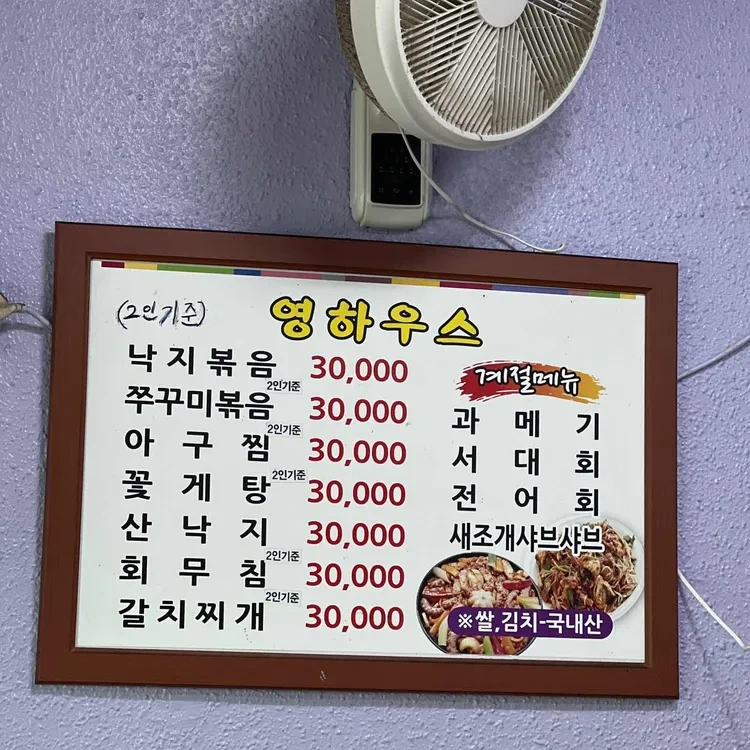 (2인기준)
영하우스
낙지볶음 30,000
2인기준
쭈꾸미볶음 30,000
2인기준
아구찜 30,000
2인기준
꽃게탕 30,000
산낙지 30,000
2인기준
회무침 30,000
2인기준
갈치찌개 30,000
계절메뉴
과메기
서대회
전어회
새조개샤브샤브
※쌀,김치-국내산